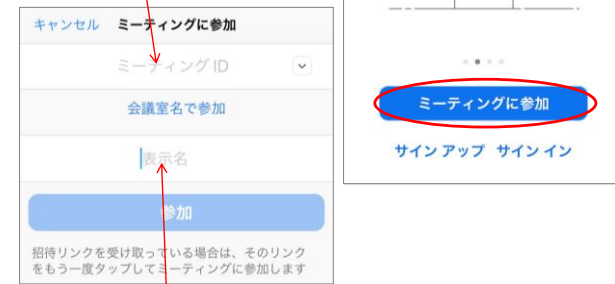 キャンセル ミーティングに参加
ミーティング ID
会議室名で参加
表示名
参加
招待リンクを受け取っている場合は、そのリンク
をもう一度タップしてミーティングに参加します
ミーティングに参加
サイン アップ サイン イン